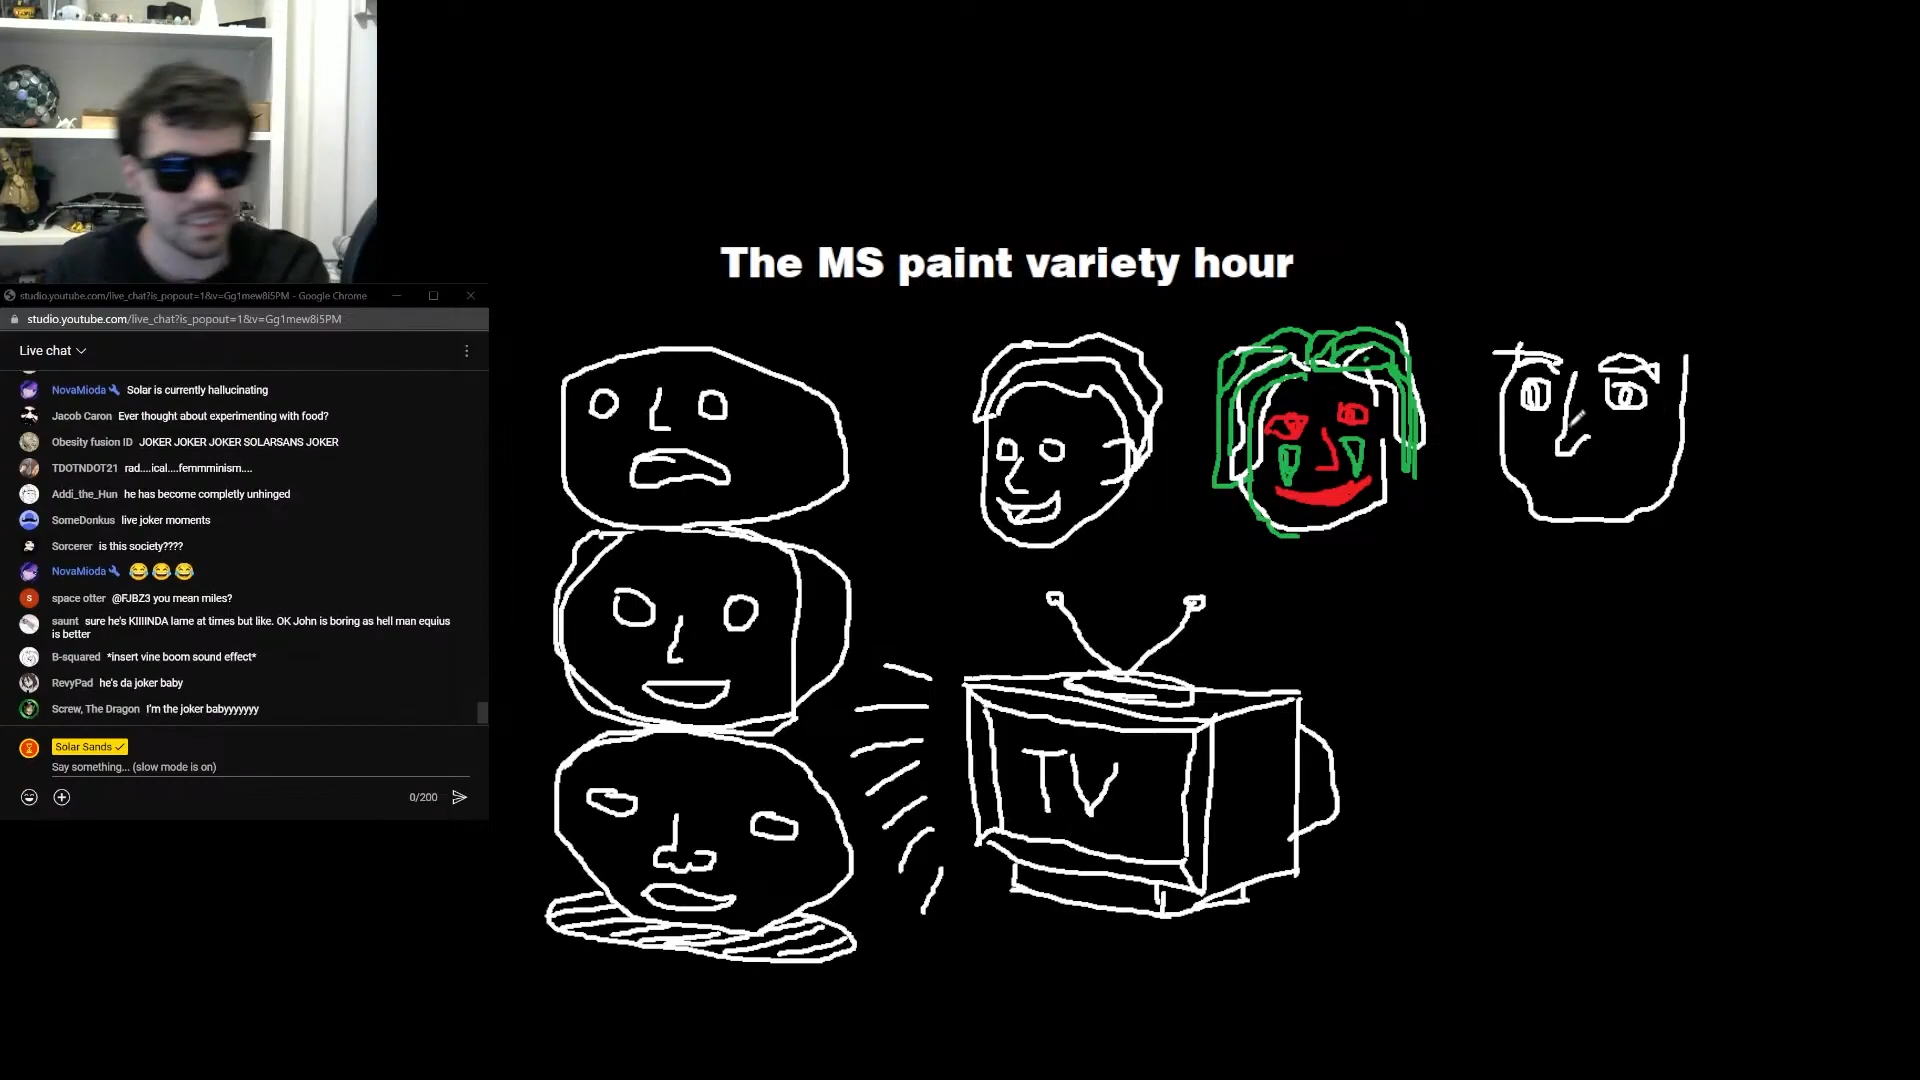 studio.youtube.com/live_chat?is_popout=1&v=Gg1mew8i5PM - Google Chrome
studio.youtube.com/live_chat?is_popout=1&v=Gg1mew8i5PM
Live chat
NovaMioda Solar is currently hallucinating
Jacob Caron Ever thought about experimenting with food?
Obesity fusion ID JOKER JOKER JOKER SOLARSANS JOKER
TDOTNDOT21 rad....ical....femmminism....
Addi_the_Hun he has become completly unhinged
SomeDonkus live joker moments
Sorcerer is this society????
NovaMioda 😂 😂 😂
space otter @FJBZ3 you mean miles?
saunt sure he's KIIIINDA lame at times but like. OK John is boring as hell man equius
is better
B-squared *insert vine boom sound effect*
RevyPad he's da joker baby
Screw, The Dragon I'm the joker babyyyyyy
Solar Sands
Say something... (slow mode is on)
0/200
The MS paint variety hour
TV